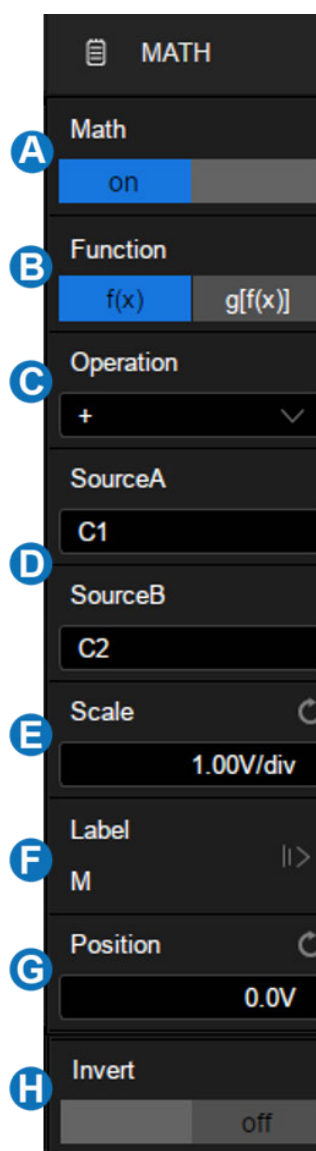 MATH
A
Math
on
B
Function
f(x) g[f(x)]
C
Operation
+
SourceA
C1
D
SourceB
C2
E
Scale
1.00V/div
F
Label
M
G
Position
0.0V
H
Invert
off